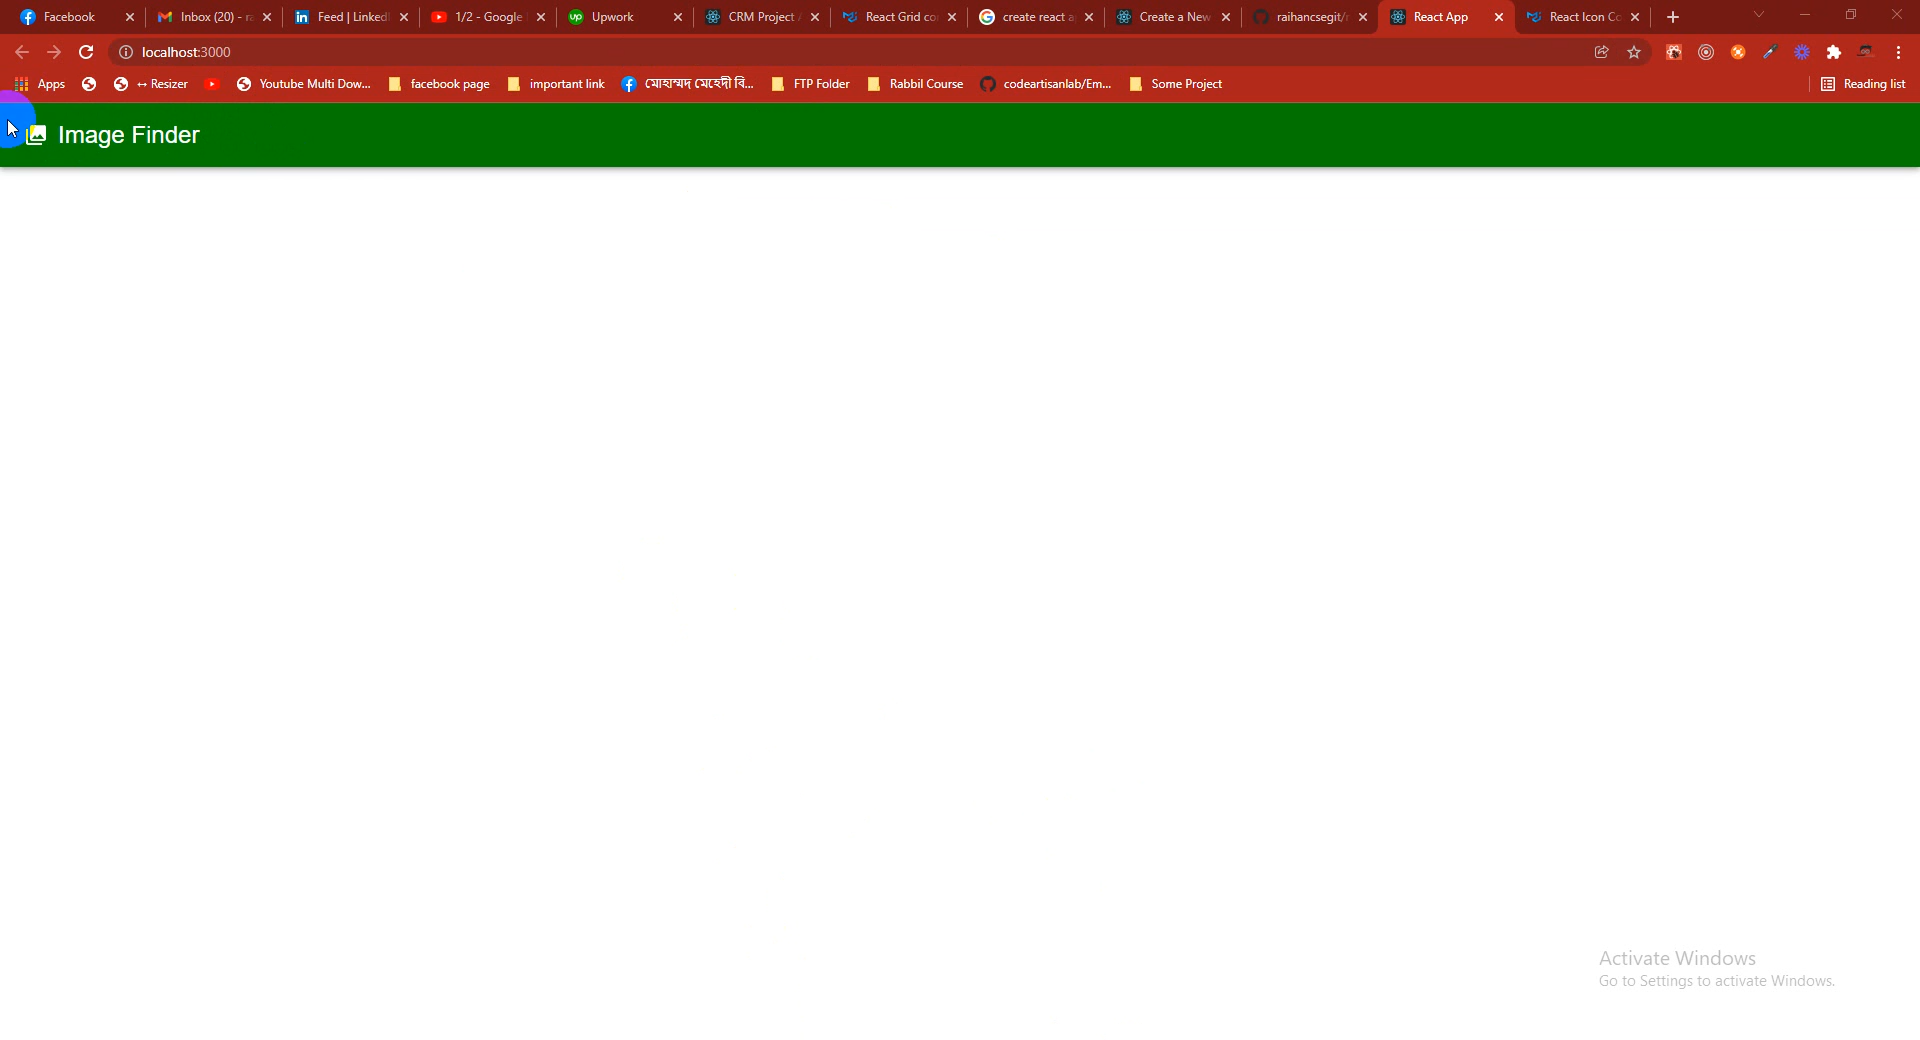 Facebook
Inbox (20) - ra
Feed | LinkedI
1/2 - Google
Upwork
CRM Project
React Grid co
create react a
Create a New
raihancsegit/r
React App
React Icon Co
localhost:3000
Apps
↔ Resizer
Youtube Multi Dow...
facebook page
important link
মোহাম্মদ মেহেদী বি...
FTP Folder
Rabbil Course
codeartisanlab/Em...
Some Project
Reading list
Image Finder
Activate Windows
Go to Settings to activate Windows.